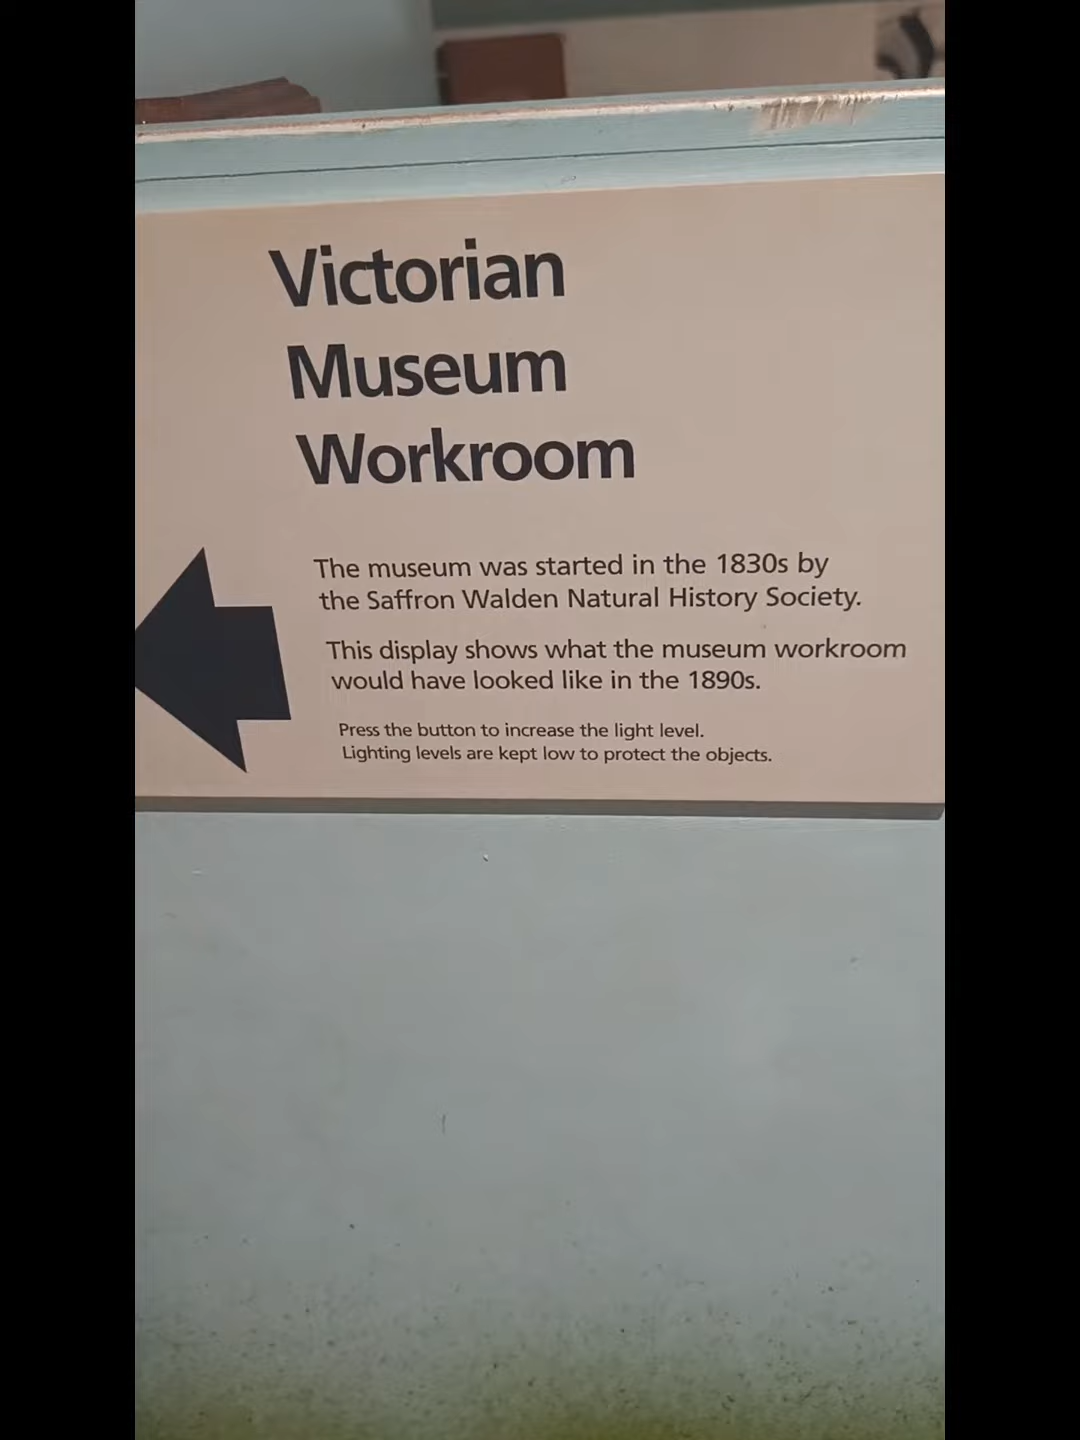 Victorian
Museum
Workroom
The museum was started in the 1830s by
the Saffron Walden Natural History Society.
This display shows what the museum workroom
would have looked like in the 1890s.
Press the button to increase the light level.
Lighting levels are kept low to protect the objects.